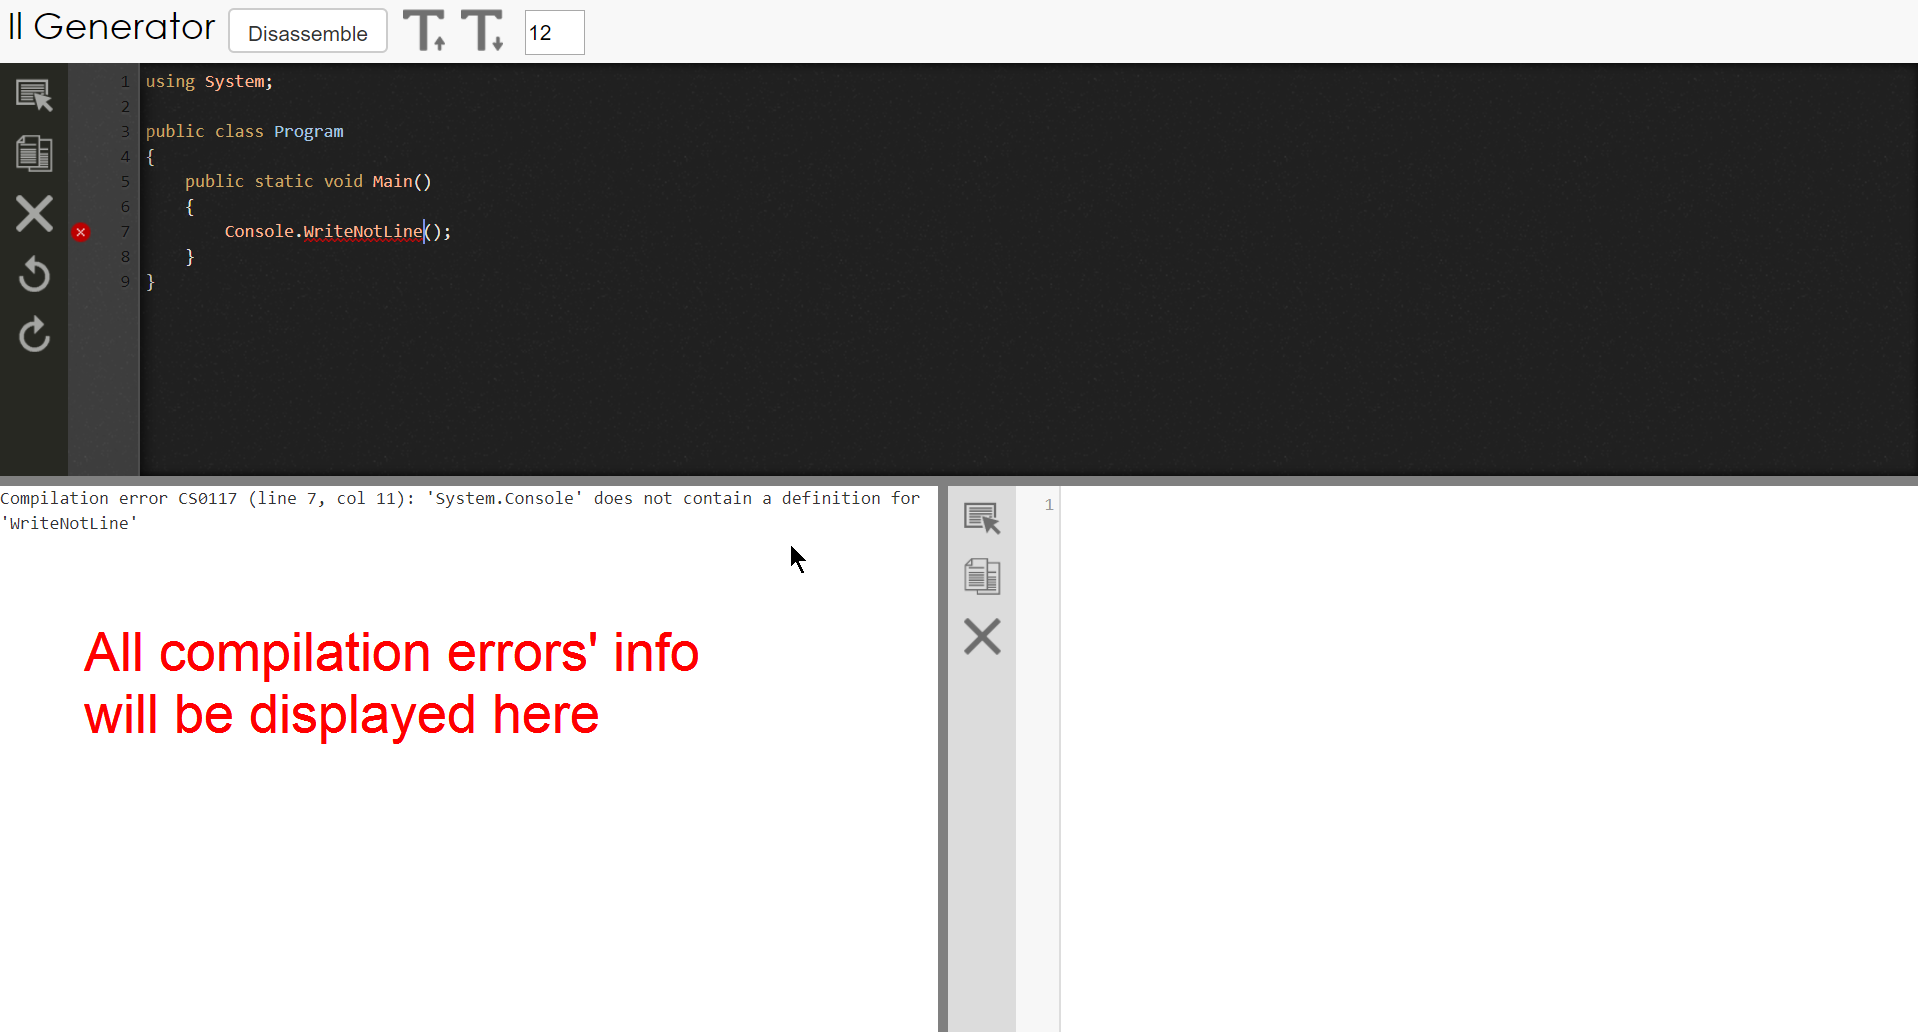 Il Generator
Disassemble
12
1 using System;
2
3 public class Program
4 {
5 public static void Main()
6 {
7 Console.WriteNotLine();
8 }
9 }
Compilation error CS0117 (line 7, col 11): 'System.Console' does not contain a definition for
'WriteNotLine'
1
All compilation errors' info
will be displayed here